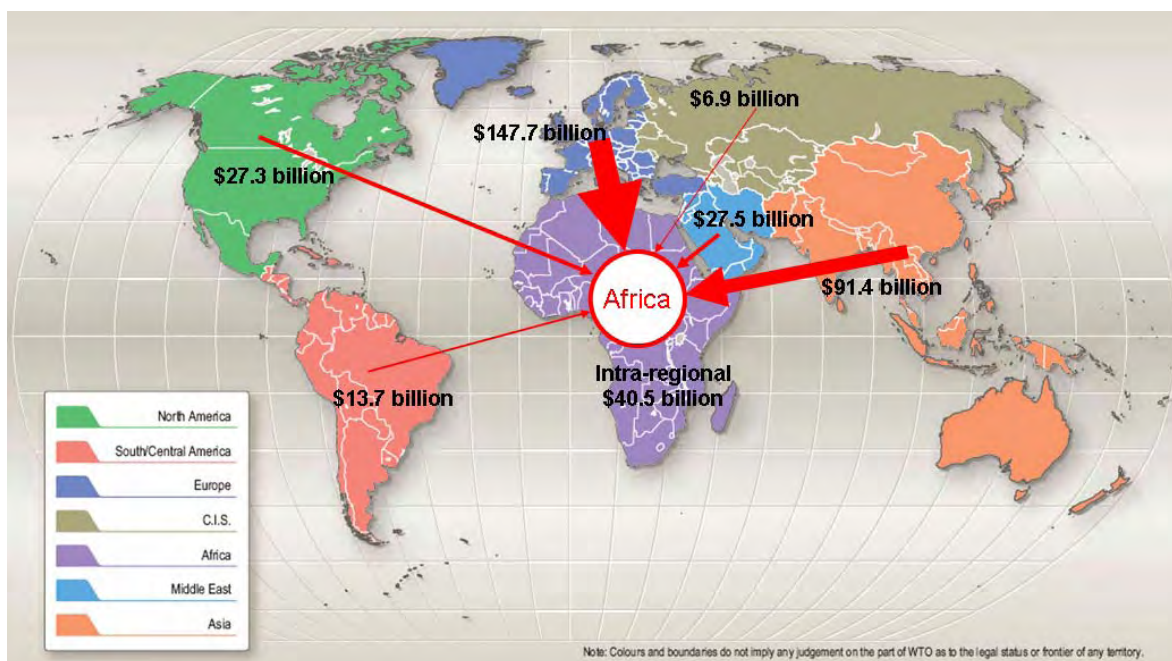 $6.9 billion
$147.7 billion
$27.3 billion
$27.5 billion
$91.4 billion
Africa
Intra-regional
$40.5 billion
$13.7 billion
North America
South/Central America
Europe
C.I.S.
Africa
Middle East
Asia
Note: Colours and boundaries do not imply any judgement on the part of WTO as to the legal status or frontier of any territory.